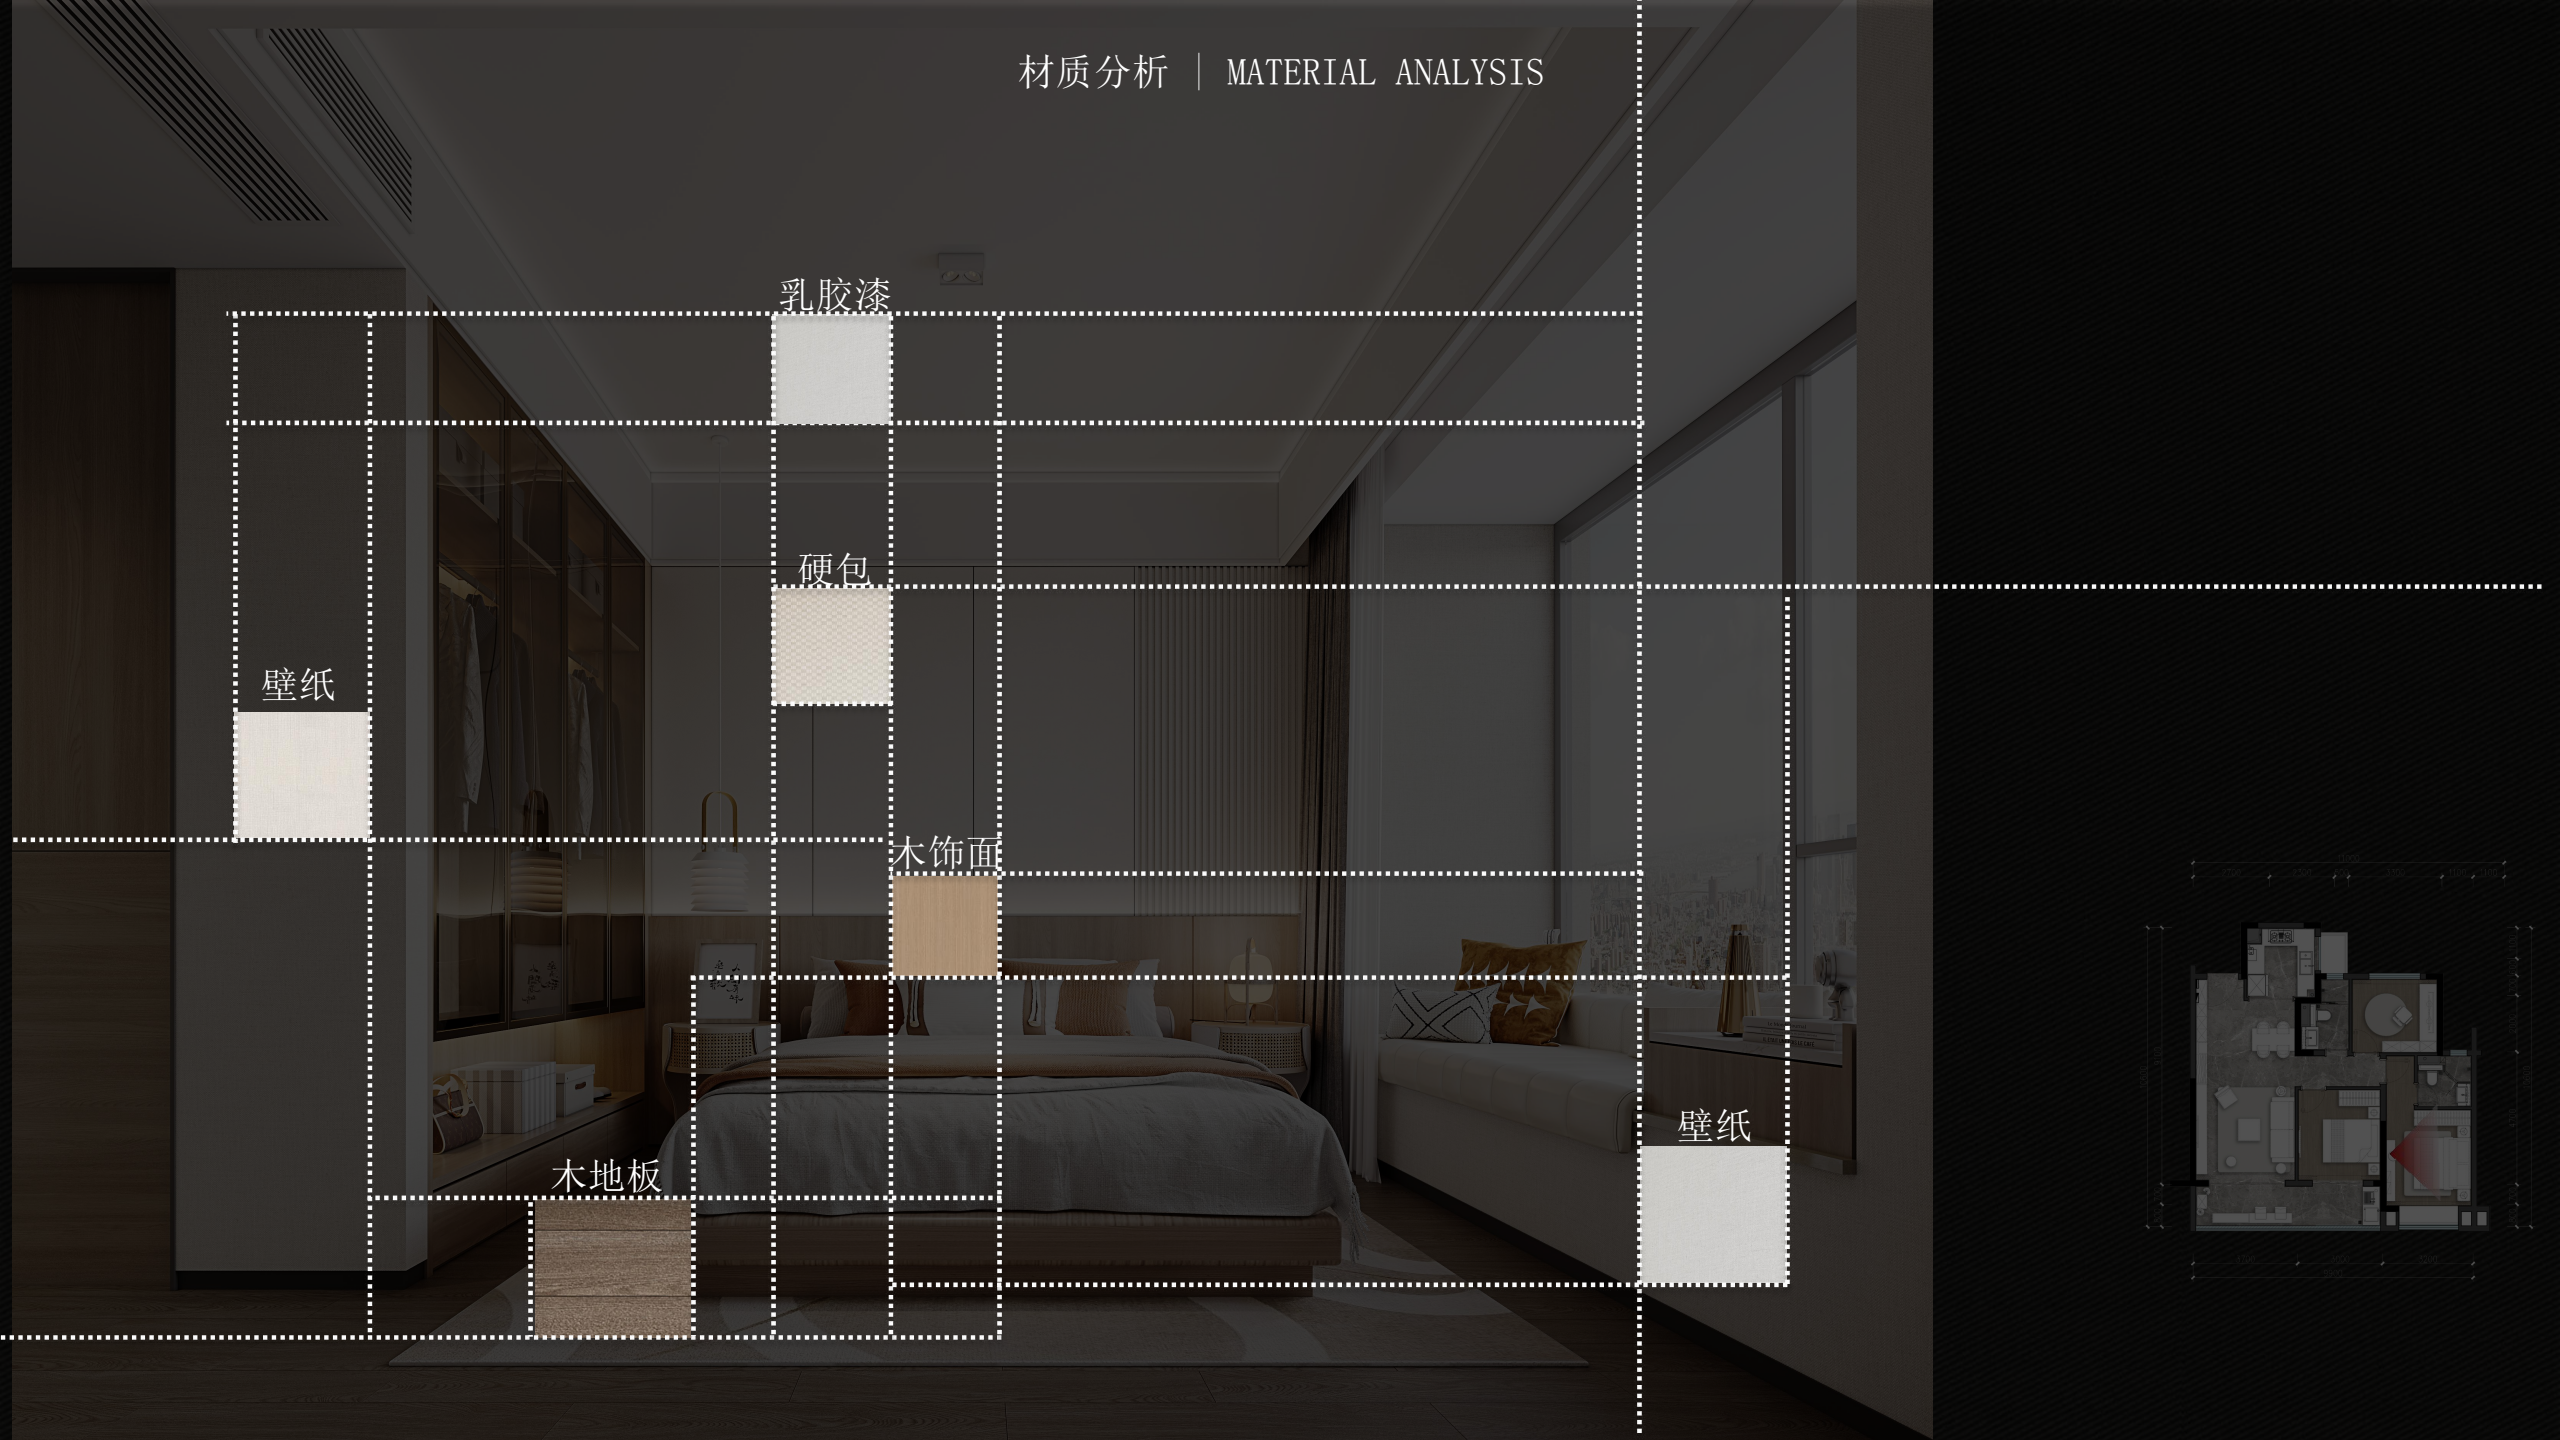 材质分析 | MATERIAL ANALYSIS
乳胶漆
硬包
壁纸
木饰面
壁纸
木地板